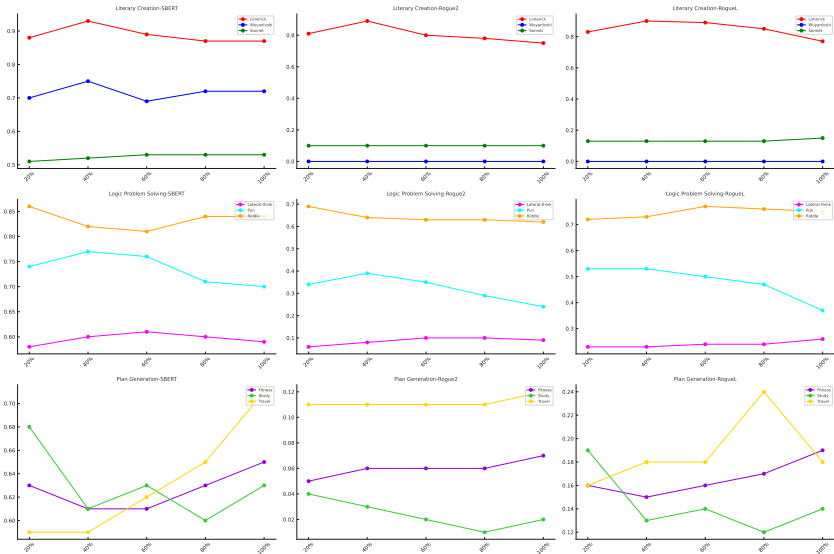 Literary Creation-SBERT
Limerick
Wuyanlvshi
Sonnet
0.9
0.8
0.7
0.6
0.5
20%
40%
60%
80%
100%
Literary Creation-Rogue2
Limerick
Wuyanlvshi
Sonnet
0.8
0.6
0.4
0.2
0.0
20%
40%
60%
80%
100%
Literary Creation-RogueL
Limerick
Wuyanlvshi
Sonnet
0.8
0.6
0.4
0.2
0.0
20%
40%
60%
80%
100%
Logic Problem Solving-SBERT
Lateral-think
Pun
Riddle
0.85
0.80
0.75
0.70
0.65
0.60
20%
40%
60%
80%
100%
Logic Problem Solving-Rogue2
Lateral-think
Pun
Riddle
0.7
0.6
0.5
0.4
0.3
0.2
0.1
20%
40%
60%
80%
100%
Logic Problem Solving-RogueL
Lateral-think
Pun
Riddle
0.7
0.6
0.5
0.4
0.3
20%
40%
60%
80%
100%
Plan Generation-SBERT
Fitness
Study
Travel
0.70
0.68
0.66
0.64
0.62
0.60
20%
40%
60%
80%
100%
Plan Generation-Rogue2
Fitness
Study
Travel
0.12
0.10
0.08
0.06
0.04
0.02
20%
40%
60%
80%
100%
Plan Generation-RogueL
Fitness
Study
Travel
0.24
0.22
0.20
0.18
0.16
0.14
0.12
20%
40%
60%
80%
100%